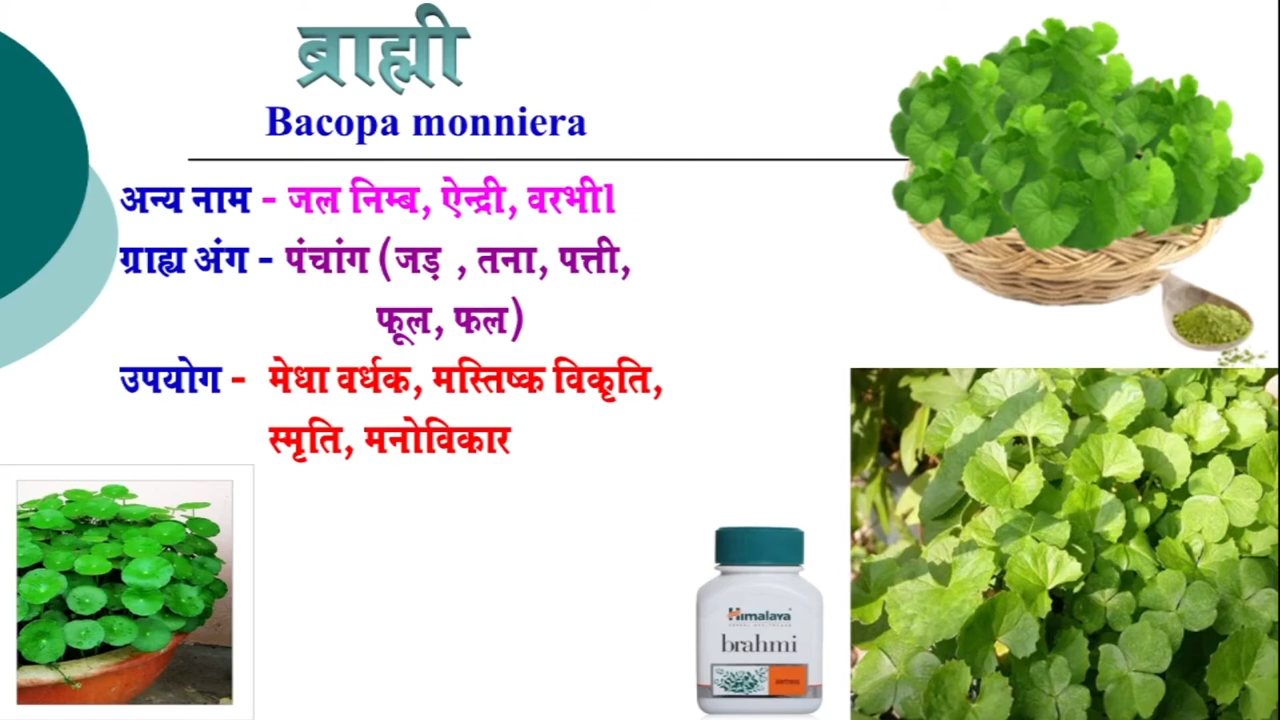 ब्राह्मी
Bacopa monniera
अन्य नाम - जल निम्ब, ऐन्द्री, वरभी।
ग्राह्य अंग - पंचांग (जड़ , तना, पत्ती,
फूल, फल)
उपयोग - मेधा वर्धक, मस्तिष्क विकृति,
स्मृति, मनोविकार
Himalaya
brahmi